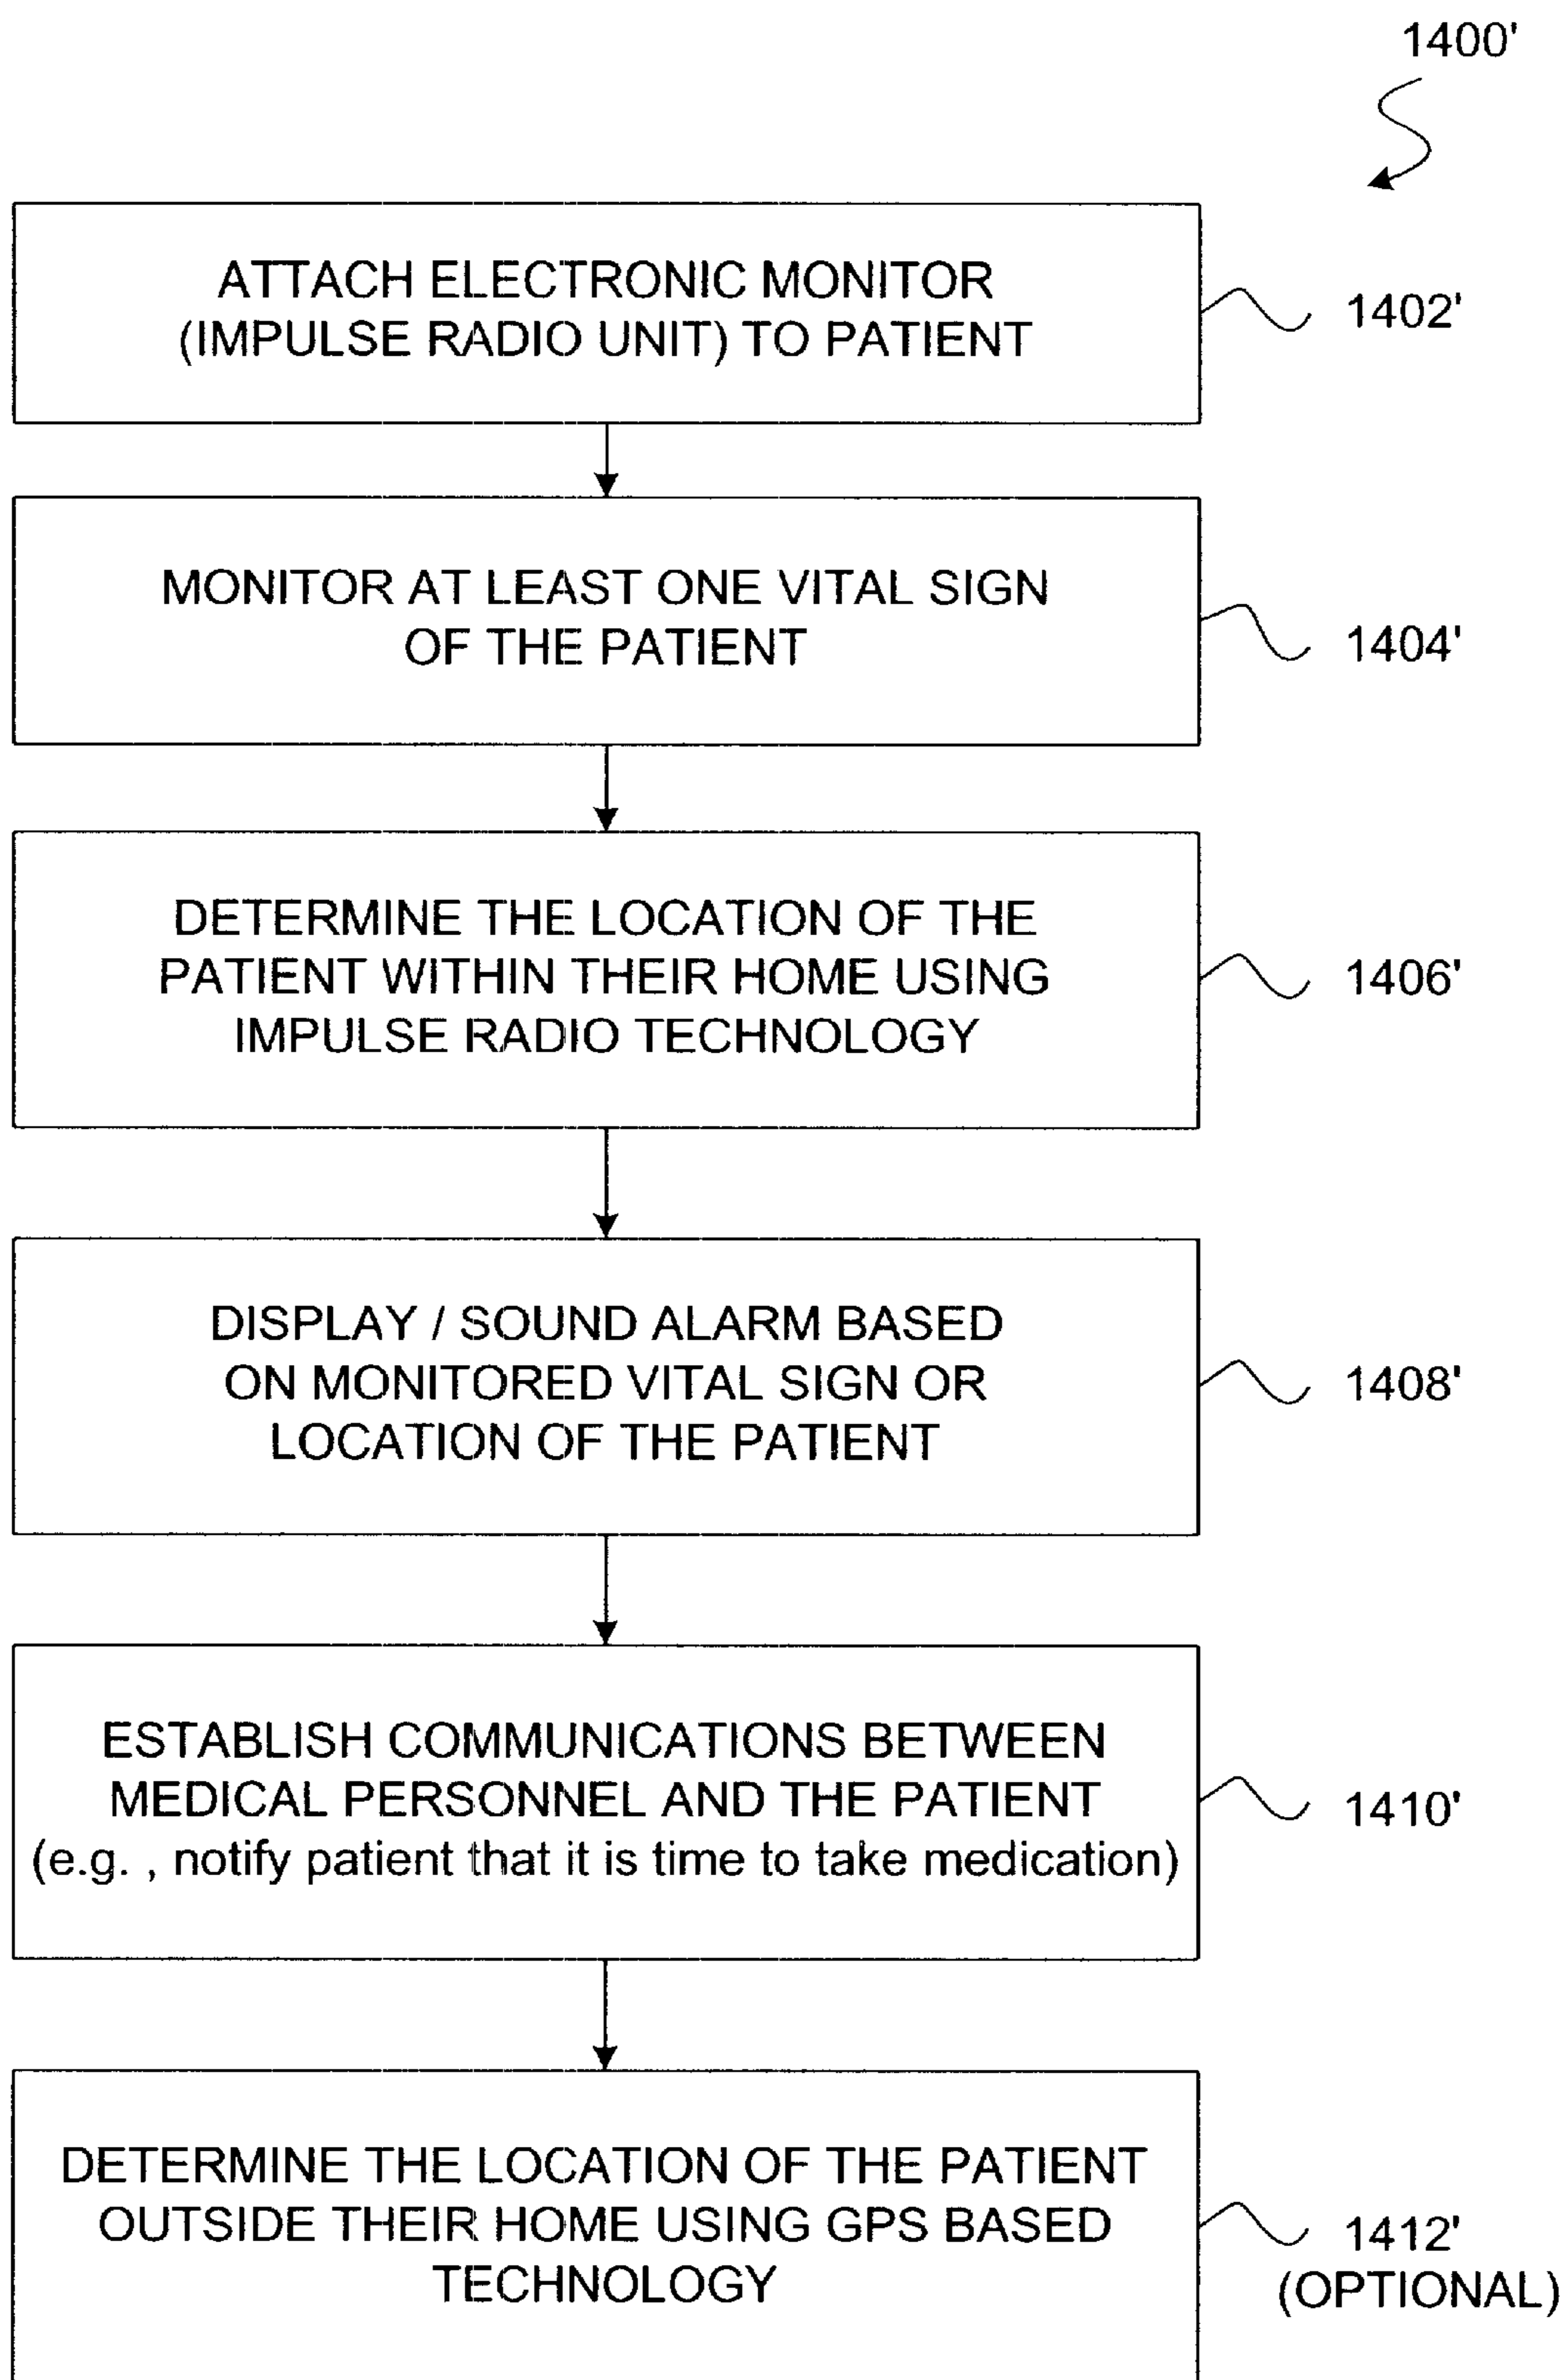 1400'
ATTACH ELECTRONIC MONITOR
(IMPULSE RADIO UNIT) TO PATIENT
1402'
MONITOR AT LEAST ONE VITAL SIGN
OF THE PATIENT
1404'
DETERMINE THE LOCATION OF THE
PATIENT WITHIN THEIR HOME USING
IMPULSE RADIO TECHNOLOGY
1406'
DISPLAY / SOUND ALARM BASED
ON MONITORED VITAL SIGN OR
LOCATION OF THE PATIENT
1408'
ESTABLISH COMMUNICATIONS BETWEEN
MEDICAL PERSONNEL AND THE PATIENT
(e.g. , notify patient that it is time to take medication)
1410'
DETERMINE THE LOCATION OF THE PATIENT
OUTSIDE THEIR HOME USING GPS BASED
TECHNOLOGY
1412'
(OPTIONAL)